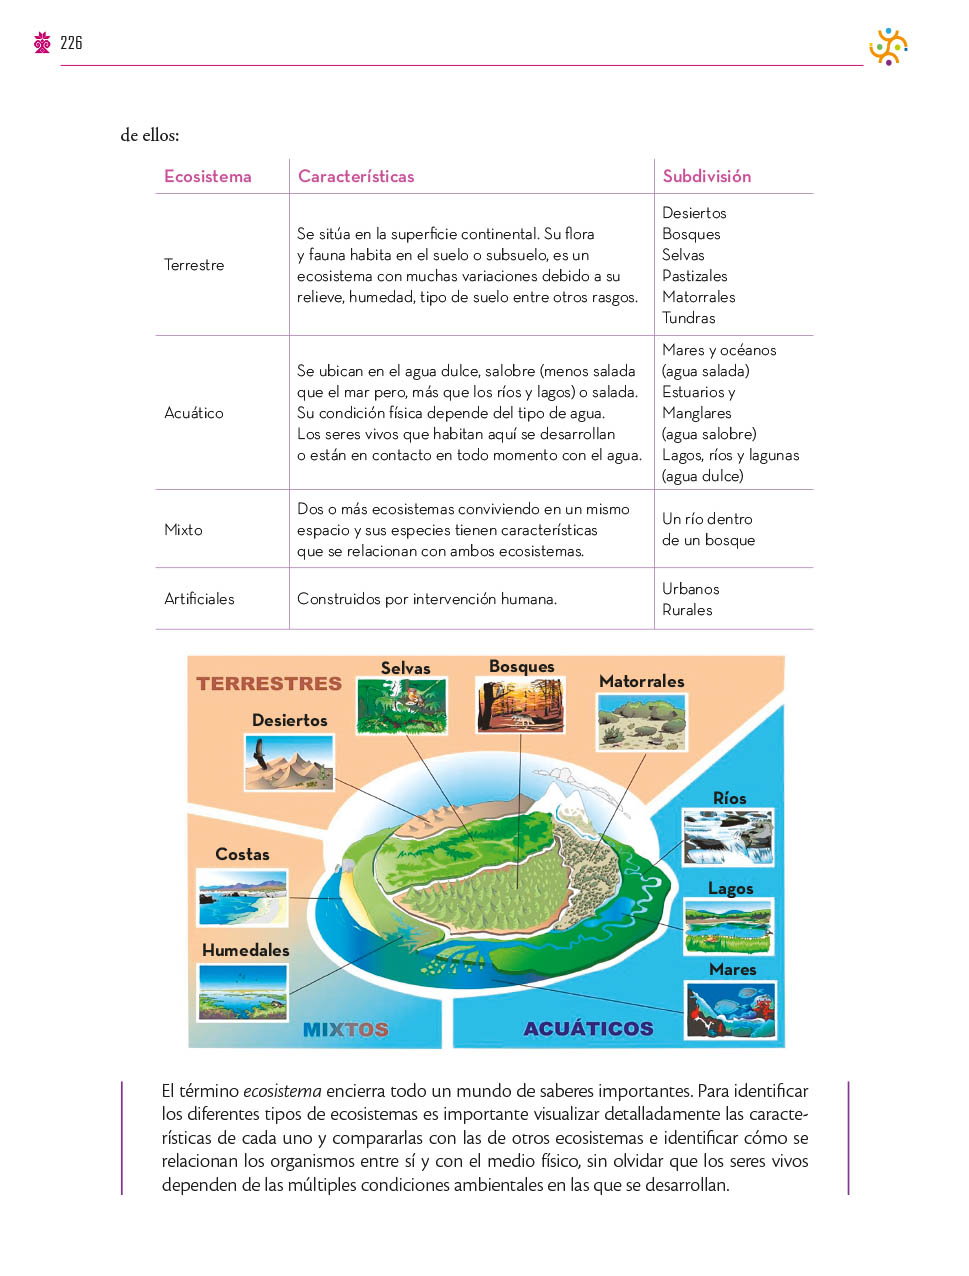 226
de ellos:
Ecosistema Características Subdivisión
Terrestre
Se sitúa en la superficie continental. Su flora
y fauna habita en el suelo o subsuelo, es un
ecosistema con muchas variaciones debido a su
relieve, humedad, tipo de suelo entre otros rasgos.
Desiertos
Bosques
Selvas
Pastizales
Matorrales
Tundras
Acuático
Se ubican en el agua dulce, salobre (menos salada
que el mar pero, más que los ríos y lagos) o salada.
Su condición física depende del tipo de agua.
Los seres vivos que habitan aquí se desarrollan
o están en contacto en todo momento con el agua.
Mares y océanos
(agua salada)
Estuarios y
Manglares
(agua salobre)
Lagos, ríos y lagunas
(agua dulce)
Mixto
Dos o más ecosistemas conviviendo en un mismo
espacio y sus especies tienen características
que se relacionan con ambos ecosistemas.
Un río dentro
de un bosque
Artificiales
Construidos por intervención humana.
Urbanos
Rurales
TERRESTRES
Selvas
Bosques
Matorrales
Desiertos
Ríos
Costas
Lagos
Humedales
Mares
MIXTOS
ACUÁTICOS
El término ecosistema encierra todo un mundo de saberes importantes. Para identificar
los diferentes tipos de ecosistemas es importante visualizar detalladamente las caracte-
rísticas de cada uno y compararlas con las de otros ecosistemas e identificar cómo se
relacionan los organismos entre sí y con el medio físico, sin olvidar que los seres vivos
dependen de las múltiples condiciones ambientales en las que se desarrollan.